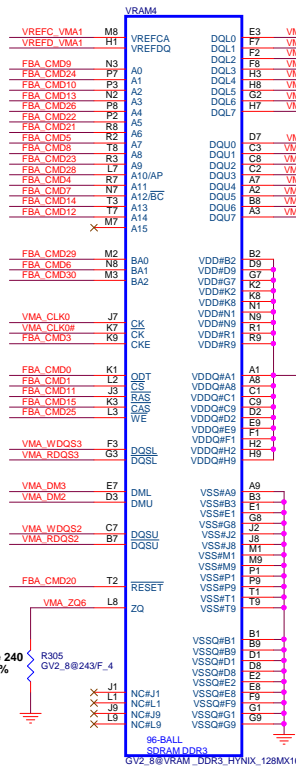 VRAM4
VREFC_VMA1 M8 VREFCA DQL0 E3
VREFD_VMA1 H1 VREFDQ DQL1 F7
DQL2 F2
FBA_CMD9 N3 A0 DQL3 F8
FBA_CMD24 P7 A1 DQL4 H3
FBA_CMD10 P3 A2 DQL5 H8
FBA_CMD13 N2 A3 DQL6 G2
FBA_CMD26 P8 A4 DQL7 H7
FBA_CMD22 P2 A5
FBA_CMD21 R8 A6
FBA_CMD5 R2 A7 DQU0 D7
FBA_CMD8 T8 A8 DQU1 C3
FBA_CMD23 R3 A9 DQU2 C8
FBA_CMD28 L7 A10/AP DQU3 C2
FBA_CMD4 R7 A11 DQU4 A7
FBA_CMD7 N7 A12/BC DQU5 A2
FBA_CMD14 T3 A13 DQU6 B8
FBA_CMD12 T7 A14 DQU7 A3
M7 A15
FBA_CMD29 M2 BA0 VDD#B2 B2
FBA_CMD6 N8 BA1 VDD#D9 D9
FBA_CMD30 M3 BA2 VDD#G7 G7
VDD#K2 K2
VDD#K8 K8
VDD#N1 N1
VMA_CLK0 J7 CK VDD#N9 N9
VMA_CLK0# K7 CK VDD#R1 R1
FBA_CMD3 K9 CKE VDD#R9 R9
FBA_CMD0 K1 ODT VDDQ#A1 A1
FBA_CMD1 L2 CS VDDQ#A8 A8
FBA_CMD11 J3 RAS VDDQ#C1 C1
FBA_CMD15 K3 CAS VDDQ#C9 C9
FBA_CMD25 L3 WE VDDQ#D2 D2
VDDQ#E9 E9
VDDQ#F1 F1
VMA_WDQS3 F3 DQSL VDDQ#H2 H2
VMA_RDQS3 G3 DQSL VDDQ#H9 H9
VMA_DM3 E7 DML VSS#A9 A9
VMA_DM2 D3 DMU VSS#B3 B3
VSS#E1 E1
VSS#G8 G8
VMA_WDQS2 C7 DQSU VSS#J2 J2
VMA_RDQS2 B7 DQSU VSS#J8 J8
VSS#M1 M1
VSS#M9 M9
VSS#P1 P1
FBA_CMD20 T2 RESET VSS#P9 P9
VSS#T1 T1
VMA_ZQ6 L8 ZQ VSS#T9 T9
VSSQ#B1 B1
VSSQ#B9 B9
240 R305 VSSQ#D1 D1
% GV2_8@243/F_4 VSSQ#D8 D8
VSSQ#E2 E2
J1 NC#J1 VSSQ#E8 E8
L1 NC#L1 VSSQ#F9 F9
J9 NC#J9 VSSQ#G1 G1
L9 NC#L9 VSSQ#G9 G9
96-BALL
SDRAM DDR3
GV2_8@VRAM _DDR3_HYNIX_128MX16